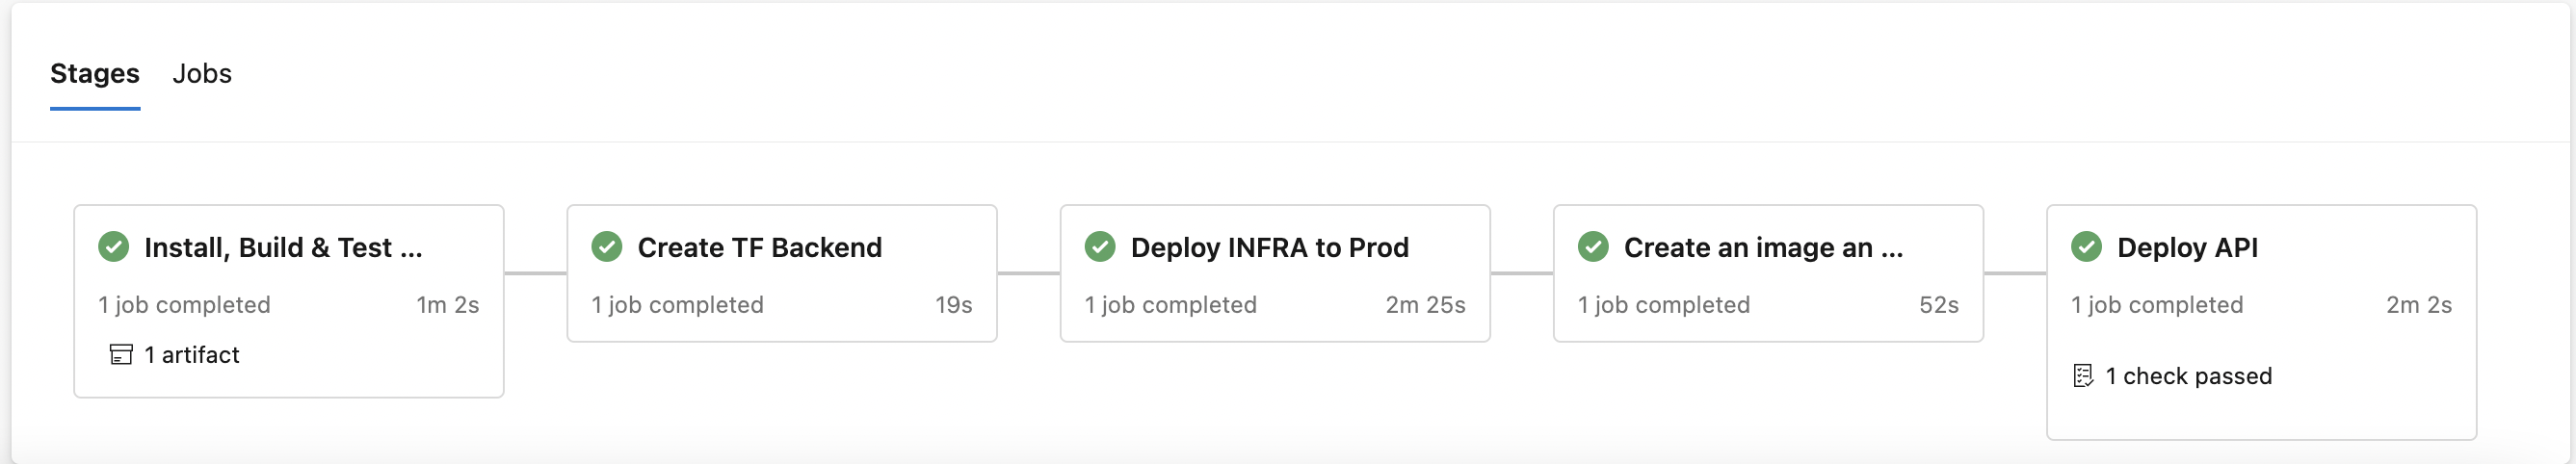 Stages Jobs
Install, Build & Test ...
1 job completed 1m 2s
1 artifact
Create TF Backend
1 job completed 19s
Deploy INFRA to Prod
1 job completed 2m 25s
Create an image an ...
1 job completed 52s
Deploy API
1 job completed 2m 2s
1 check passed